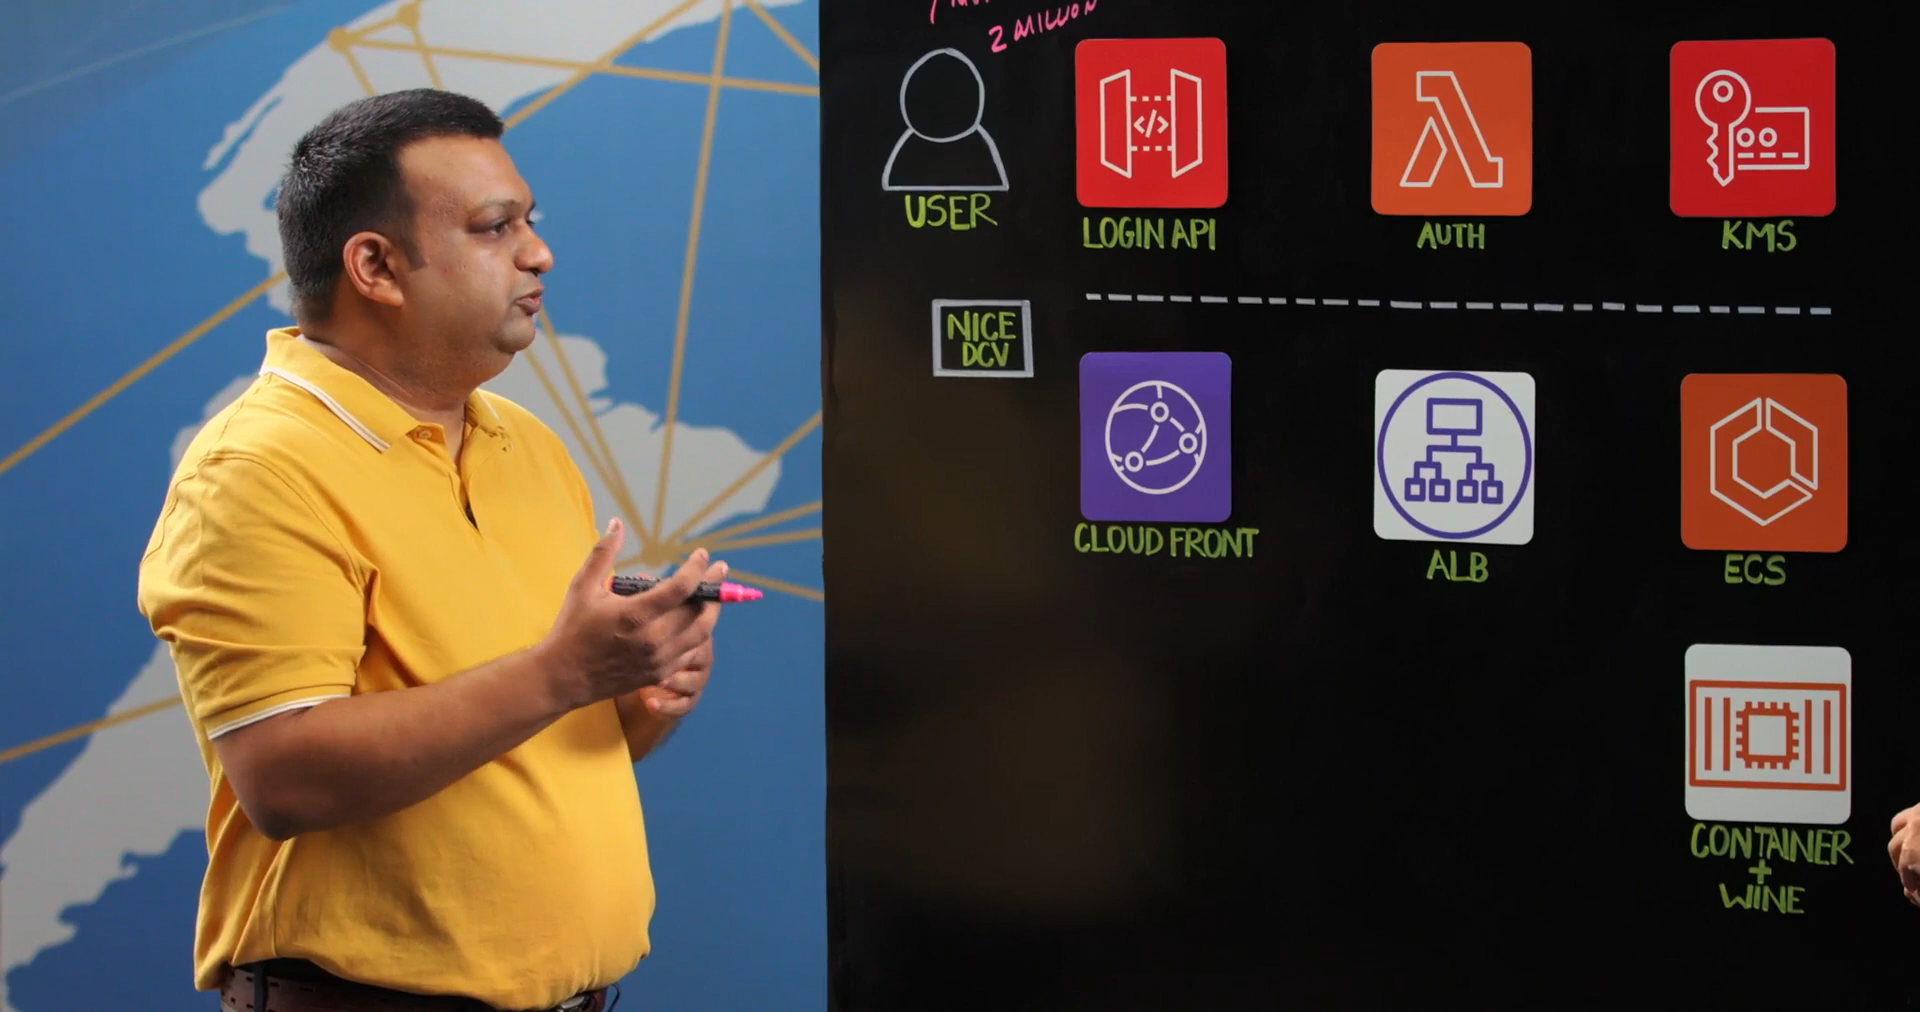 2 MILLION
USER
LOGIN API
</>
AUTH
KMS
NICE
DCV
CLOUD FRONT
ALB
ECS
CONTAINER
+
WINE